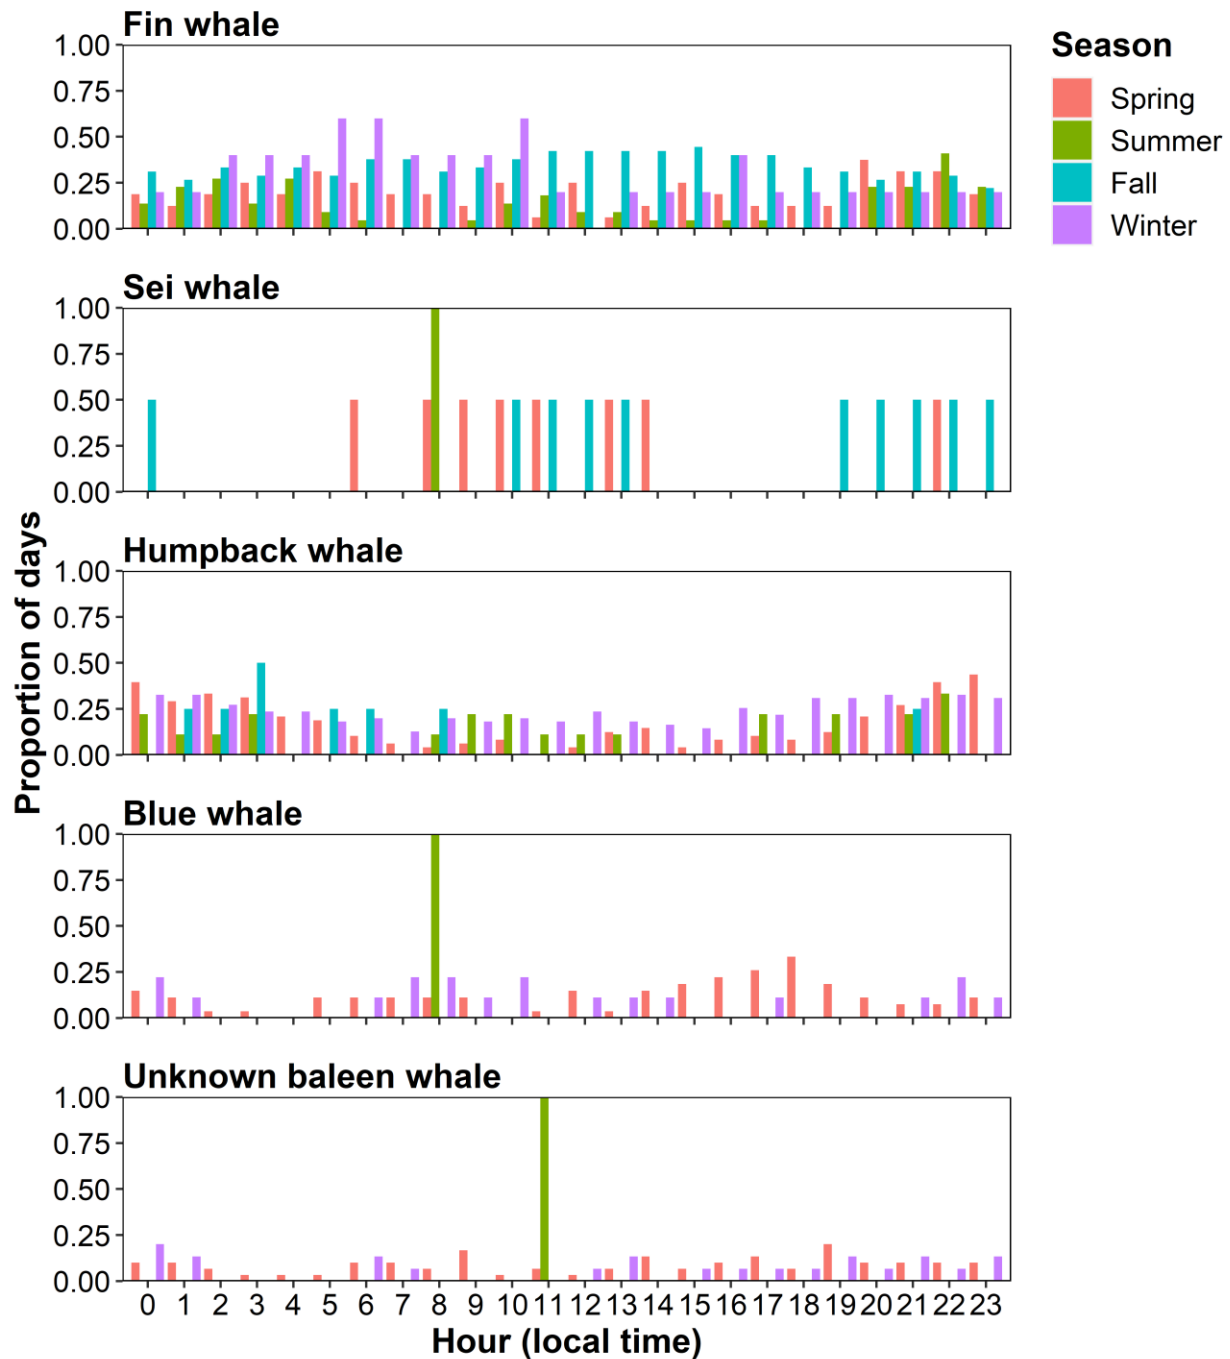 Fin whale
1.00
0.75
0.50
0.25
0.00
Season
Spring
Summer
Fall
Winter
Sei whale
1.00
0.75
0.50
0.25
0.00
Humpback whale
1.00
0.75
0.50
0.25
0.00
Blue whale
1.00
0.75
0.50
0.25
0.00
Unknown baleen whale
1.00
0.75
0.50
0.25
0.00
0 1 2 3 4 5 6 7 8 9 10 11 12 13 14 15 16 17 18 19 20 21 22 23
Hour (local time)
Proportion of days